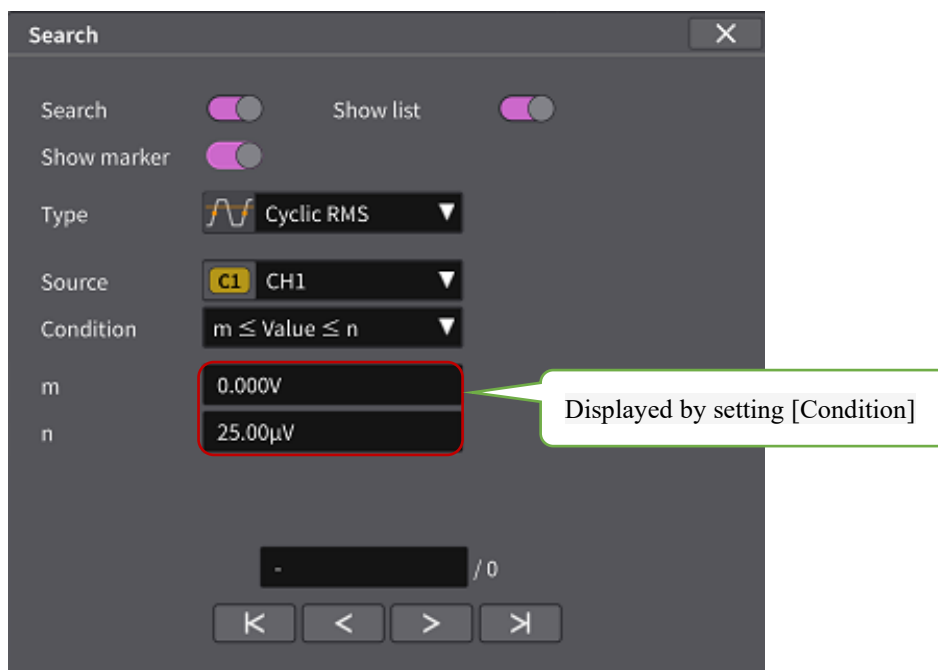 Search
Search Show list
Show marker
Type Cyclic RMS
Source C1 CH1
Condition m ≤ Value ≤ n
m 0.000V
n 25.00μV
Displayed by setting [Condition]
- / 0